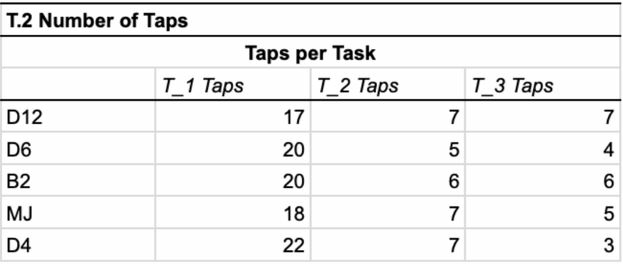 T.2 Number of Taps
Taps per Task
T_1 Taps T_2 Taps T_3 Taps
D12 17 7 7
D6 20 5 4
B2 20 6 6
MJ 18 7 5
D4 22 7 3